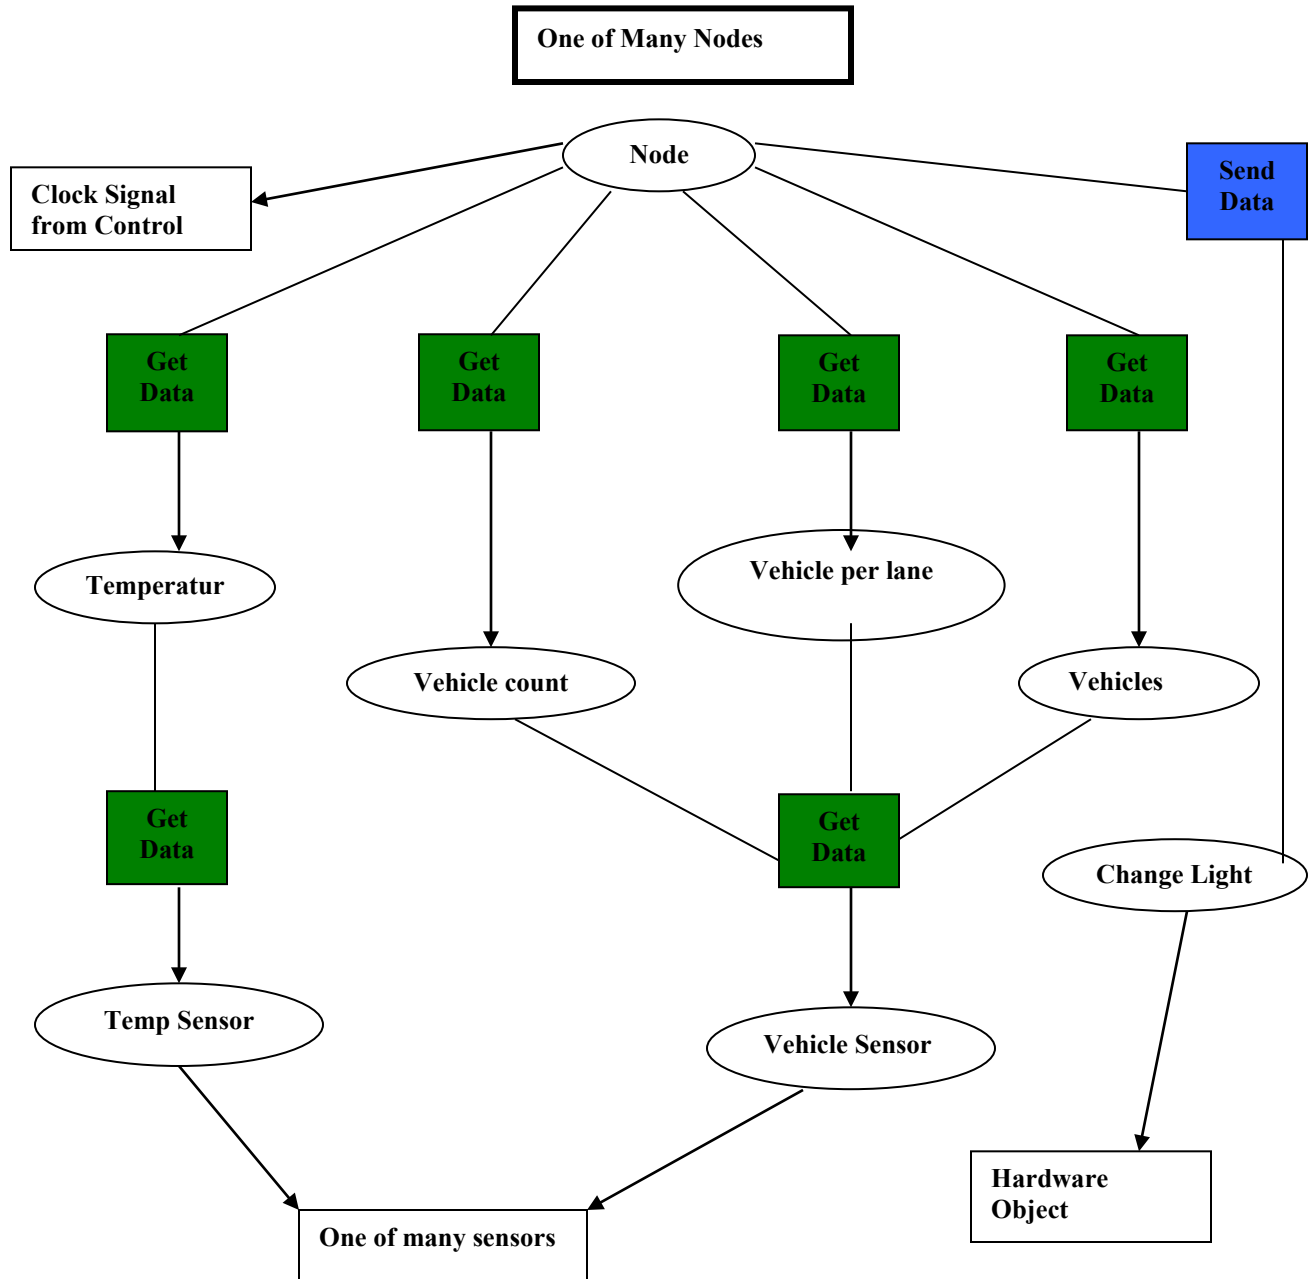 One of Many Nodes
Node
Clock Signal
from Control
Send
Data
Get
Data
Get
Data
Get
Data
Get
Data
Temperatur
Vehicle per lane
Vehicle count
Vehicles
Get
Data
Get
Data
Change Light
Temp Sensor
Vehicle Sensor
Hardware
Object
One of many sensors